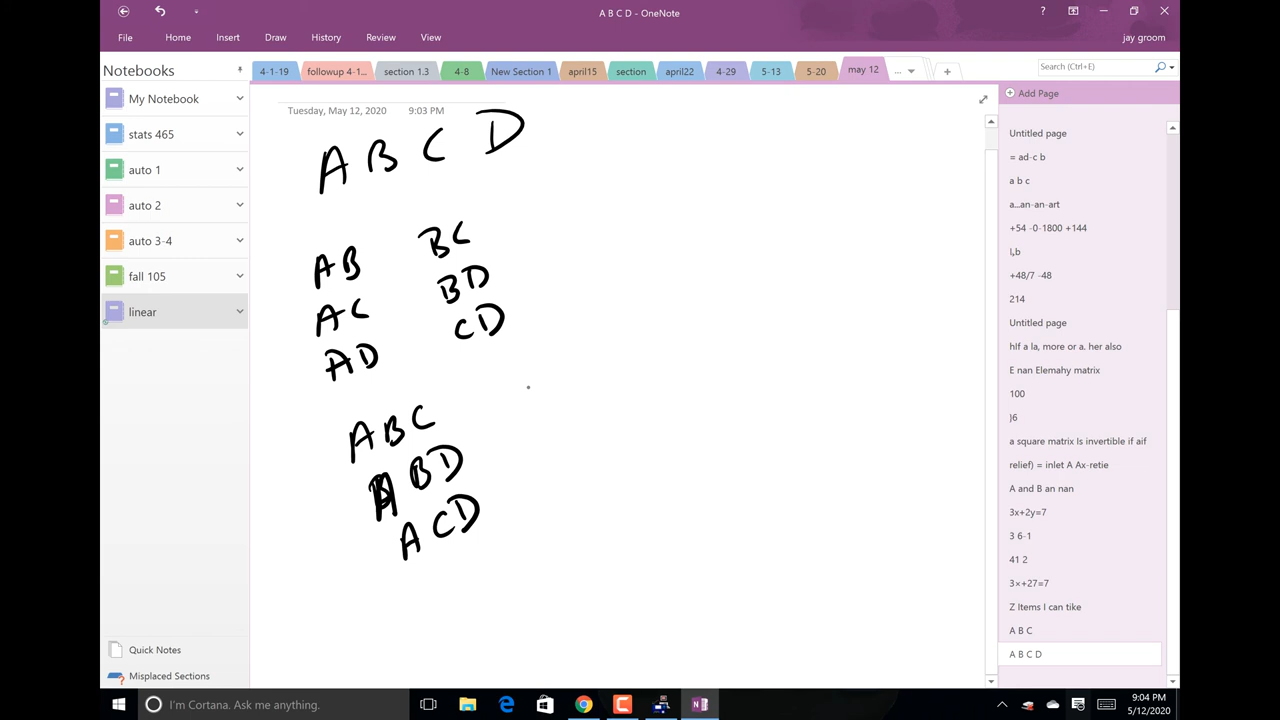 A B C D - OneNote
?
File Home Insert Draw History Review View
jay groom
Notebooks
4-1-19 followup 4-1... section 1.3 4-8 New Section 1 april15 section april22 4-29 5-13 5-20 may 12 ... +
Search (Ctrl+E)
My Notebook
stats 465
auto 1
auto 2
auto 3-4
fall 105
linear
Quick Notes
Misplaced Sections
Tuesday, May 12, 2020 9:03 PM
A B C D
AB BC
AC BD
AD CD
A B C
A B D
A C D
Add Page
Untitled page
= ad-c b
a b c
a...an-an-art
+54 -0-1800 +144
l,b
+48/7 -48
214
Untitled page
hlf a la, more or a. her also
E nan Elemahy matrix
100
}6
a square matrix Is invertible if aif
relief) = inlet A Ax-retie
A and B an nan
3x+2y=7
3 6-1
41 2
3×+27=7
Z Items I can tike
A B C
A B C D
I'm Cortana. Ask me anything.
9:04 PM
5/12/2020